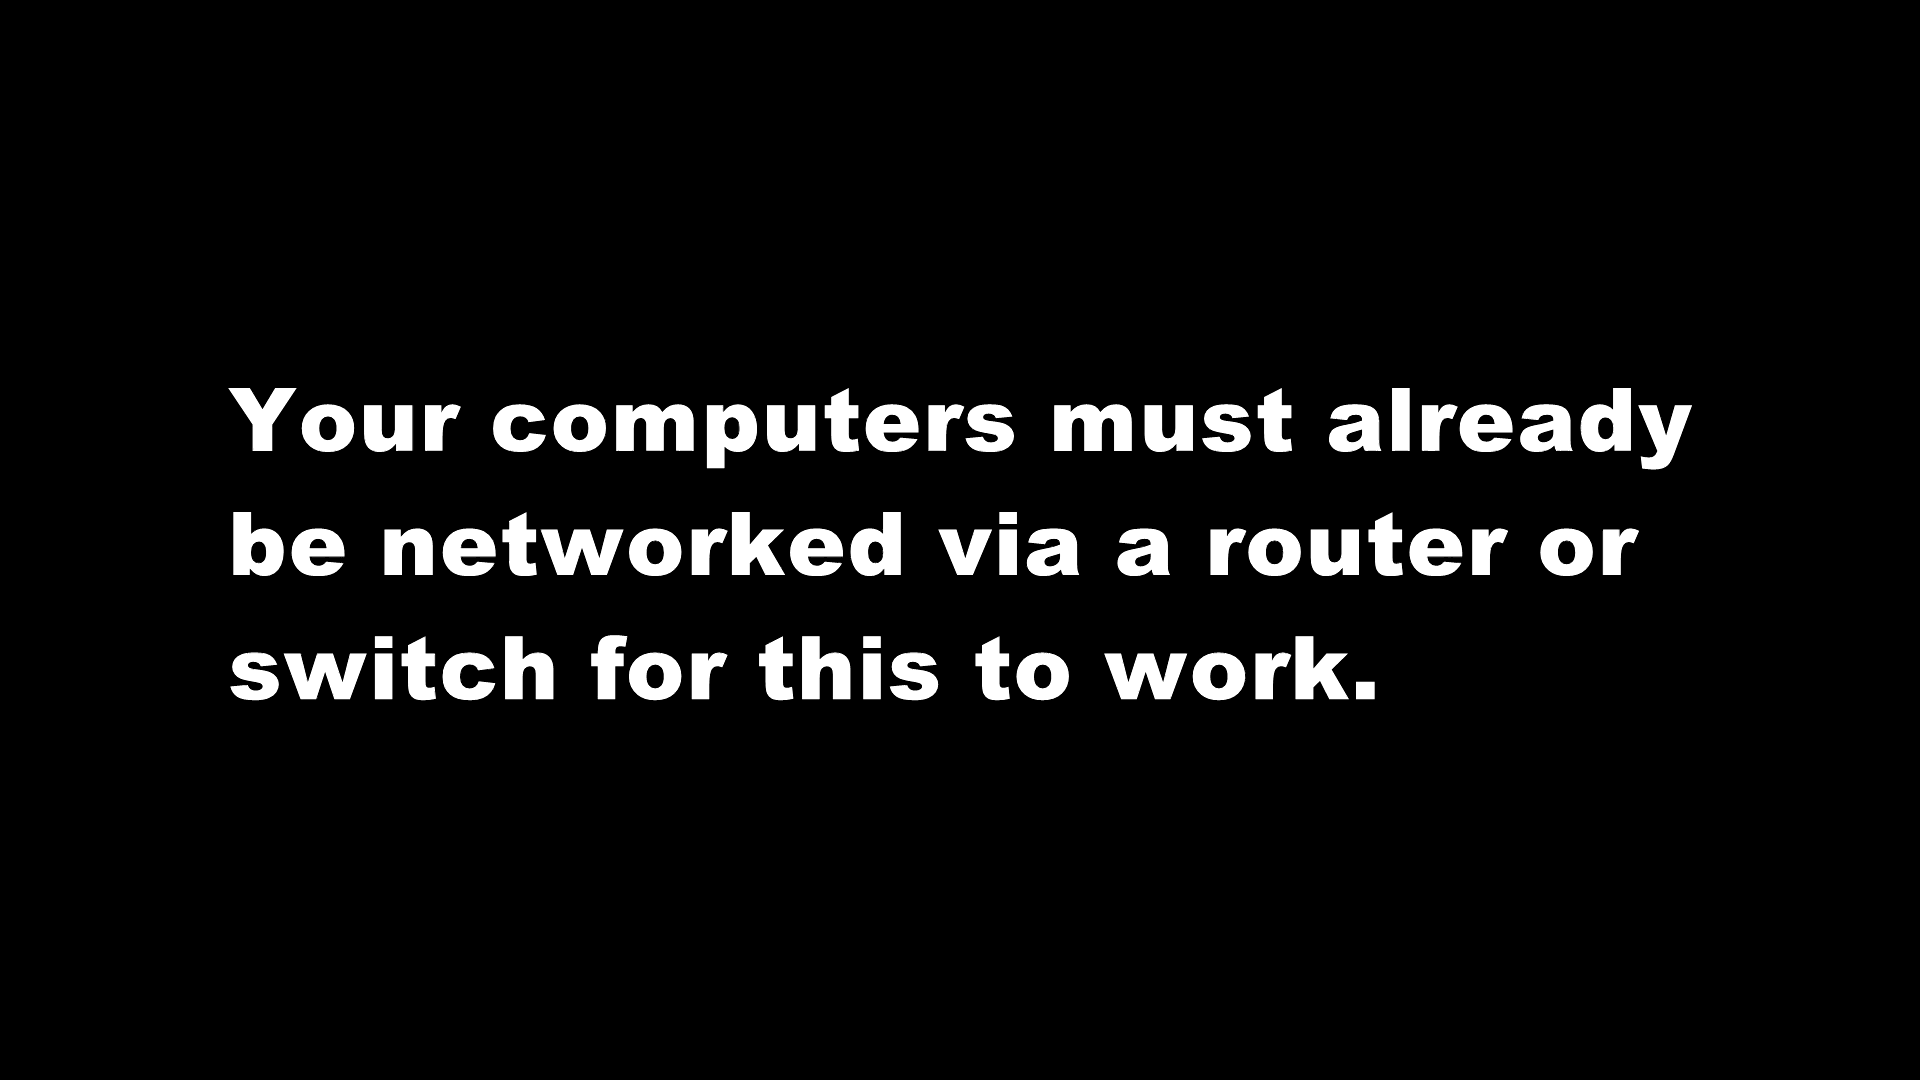 Your computers must already
be networked via a router or
switch for this to work.